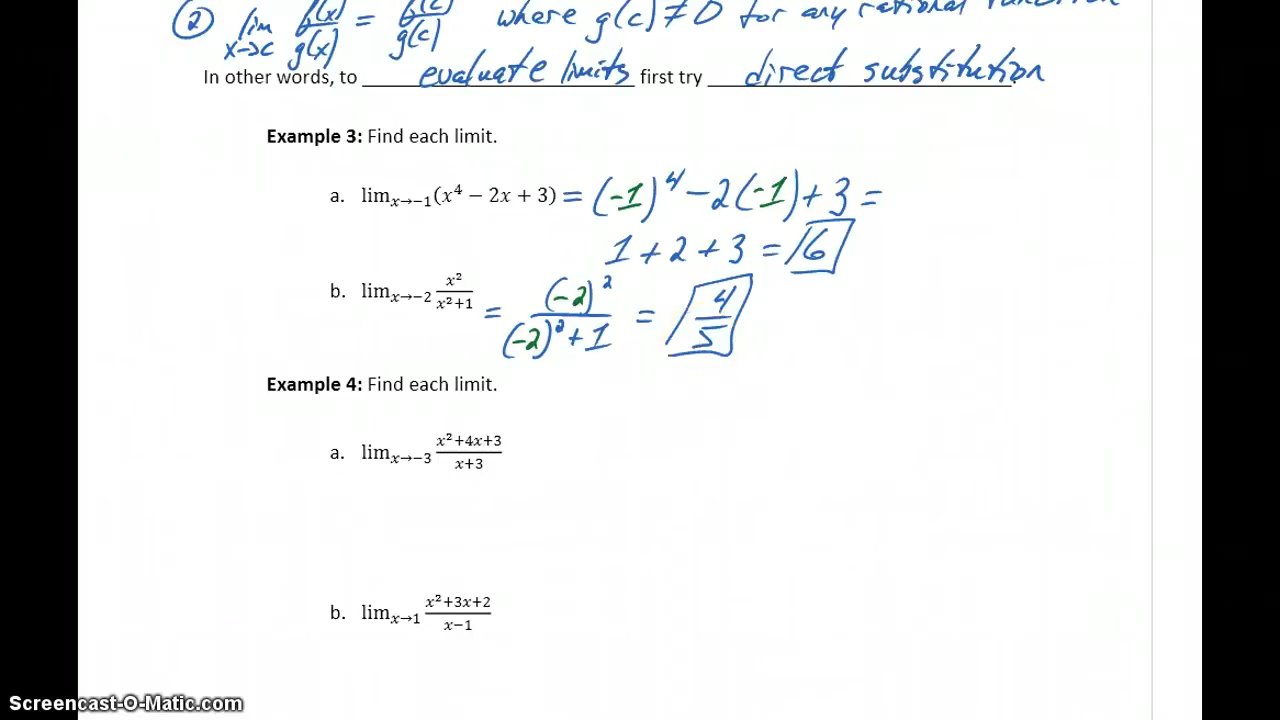 ② lim x→c f(x)/g(x) = f(c)/g(c) where g(c) ≠ 0 for any rational function
In other words, to evaluate limits first try direct substitution.
Example 3: Find each limit.
a. lim x→−1 (x⁴ − 2x + 3) = (-1)⁴ - 2(-1) + 3 =
1 + 2 + 3 = 6
b. lim x→−2 x²/x²+1 = (-2)²/(-2)²+1 = 4/5
Example 4: Find each limit.
a. lim x→−3 x²+4x+3/x+3
b. lim x→1 x²+3x+2/x−1
Screencast-O-Matic.com